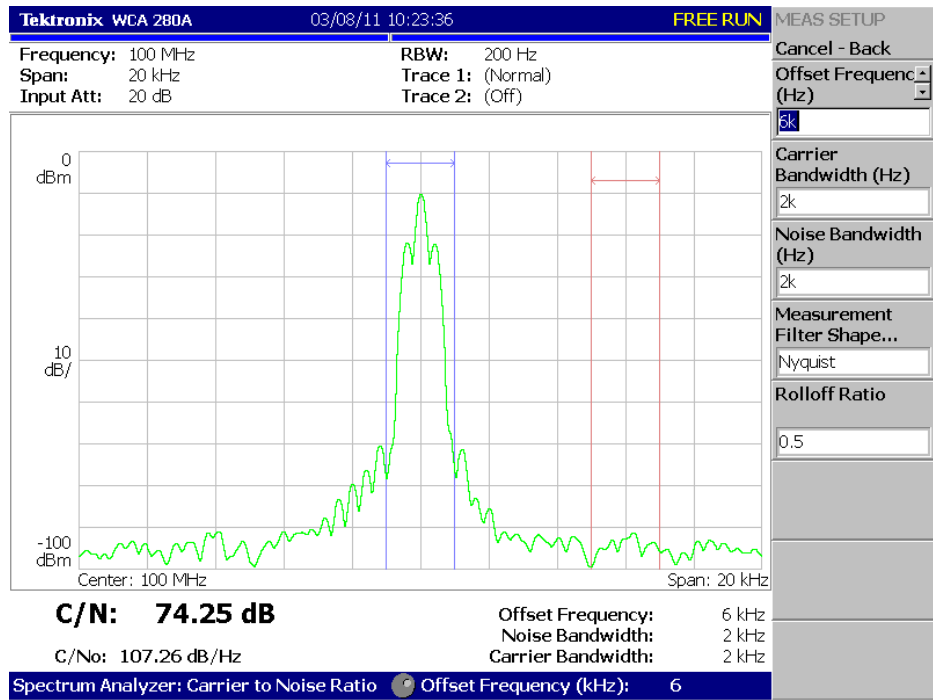 Tektronix WCA 280A 03/08/11 10:23:36 FREE RUN
Frequency: 100 MHz RBW: 200 Hz
Span: 20 kHz Trace 1: (Normal)
Input Att: 20 dB Trace 2: (Off)
0
dBm
10
dB/
-100
dBm
Center: 100 MHz Span: 20 kHz
C/N: 74.25 dB
C/No: 107.26 dB/Hz
Offset Frequency: 6 kHz
Noise Bandwidth: 2 kHz
Carrier Bandwidth: 2 kHz
Spectrum Analyzer: Carrier to Noise Ratio Offset Frequency (kHz): 6
MEAS SETUP
Cancel - Back
Offset Frequenc
(Hz)
6k
Carrier
Bandwidth (Hz)
2k
Noise Bandwidth
(Hz)
2k
Measurement
Filter Shape...
Nyquist
Rolloff Ratio
0.5